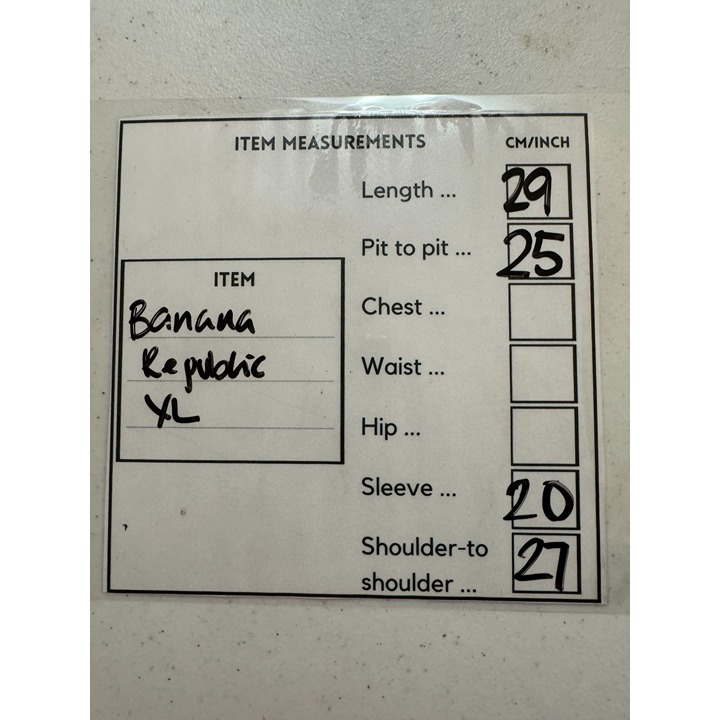 ITEM MEASUREMENTS CM/INCH
Length ... 29
Pit to pit ... 25
ITEM
Banana
Republic
XL
Chest ...
Waist ...
Hip ...
Sleeve ... 20
Shoulder-to
shoulder ... 27